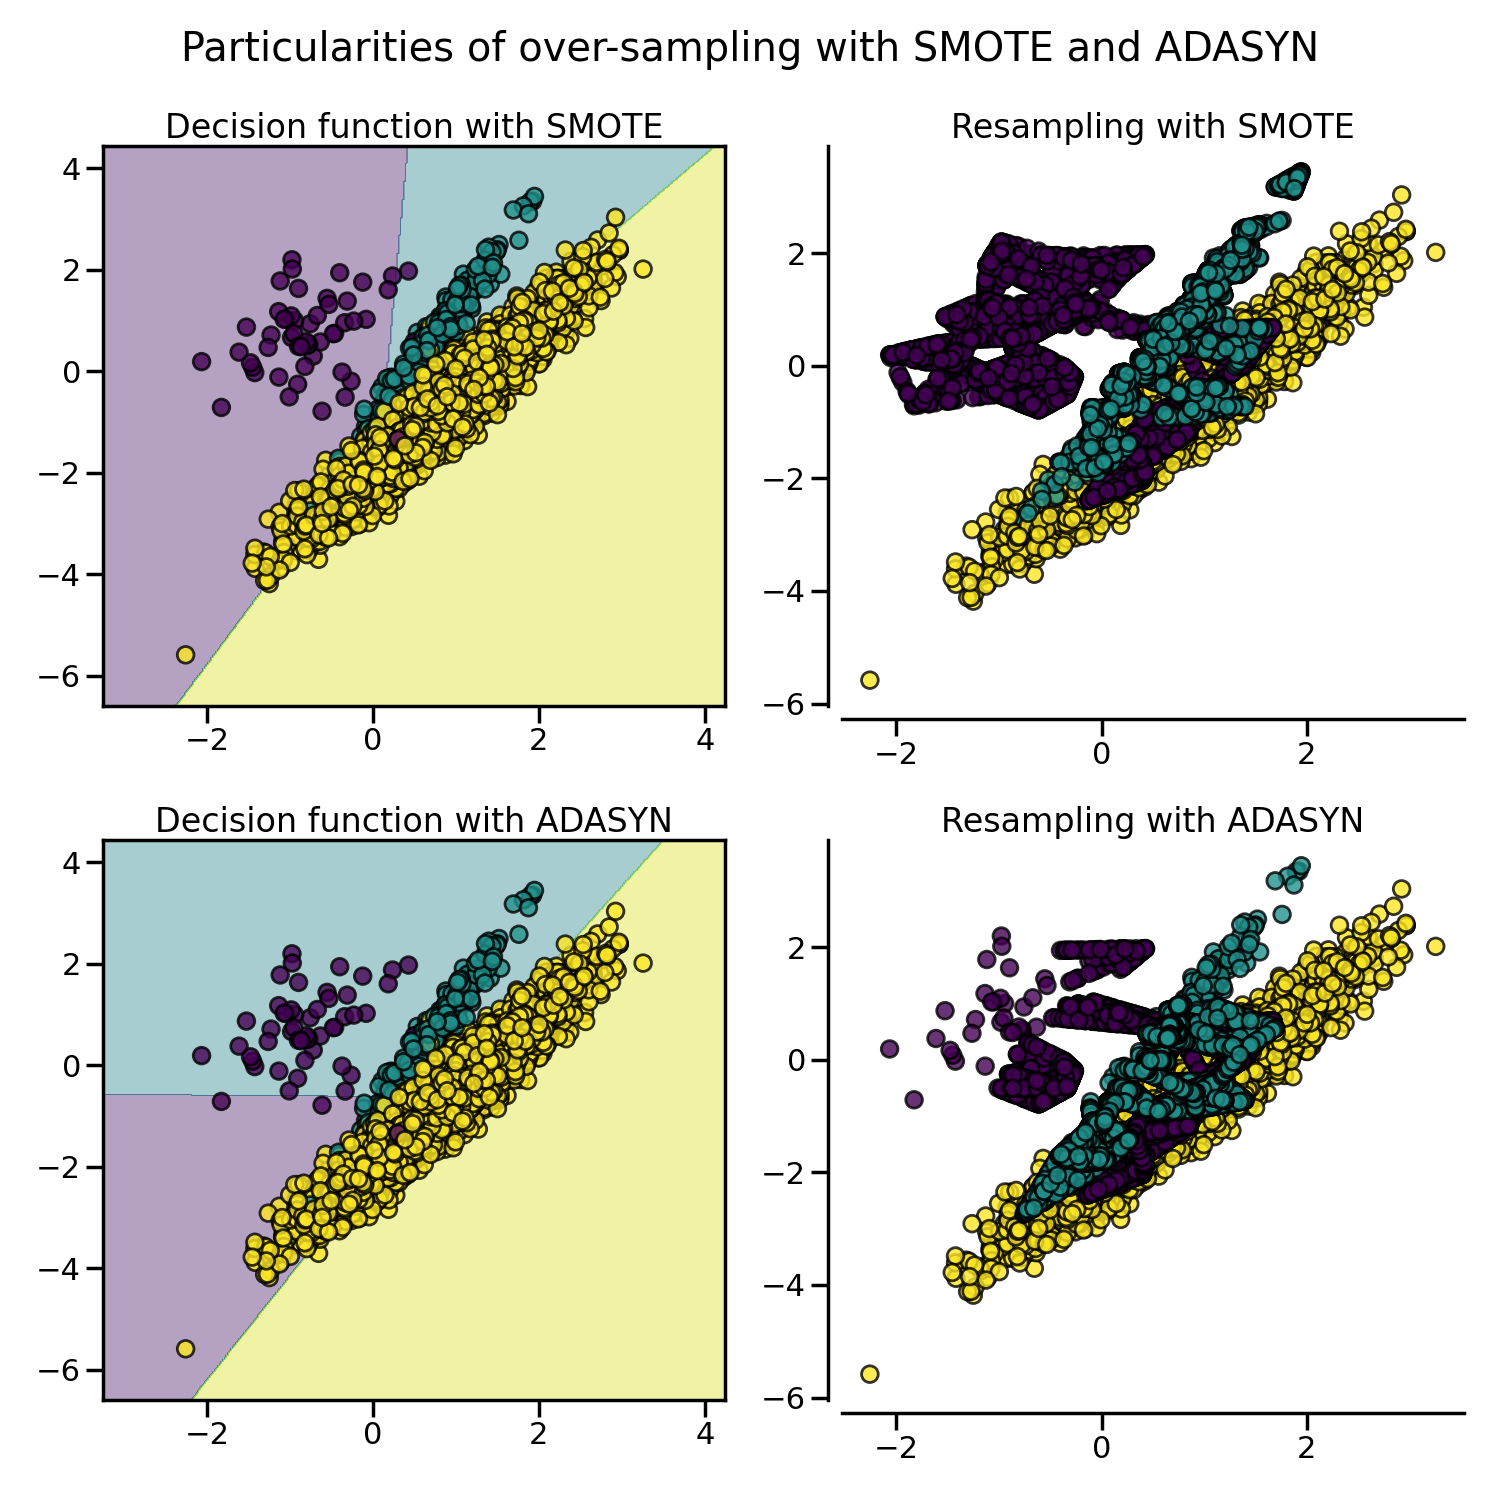 Particularities of over-sampling with SMOTE and ADASYN
Decision function with SMOTE
4
2
0
−2
−4
−6
−2 0 2 4
Resampling with SMOTE
2
0
−2
−4
−6
−2 0 2
Decision function with ADASYN
4
2
0
−2
−4
−6
−2 0 2 4
Resampling with ADASYN
2
0
−2
−4
−6
−2 0 2